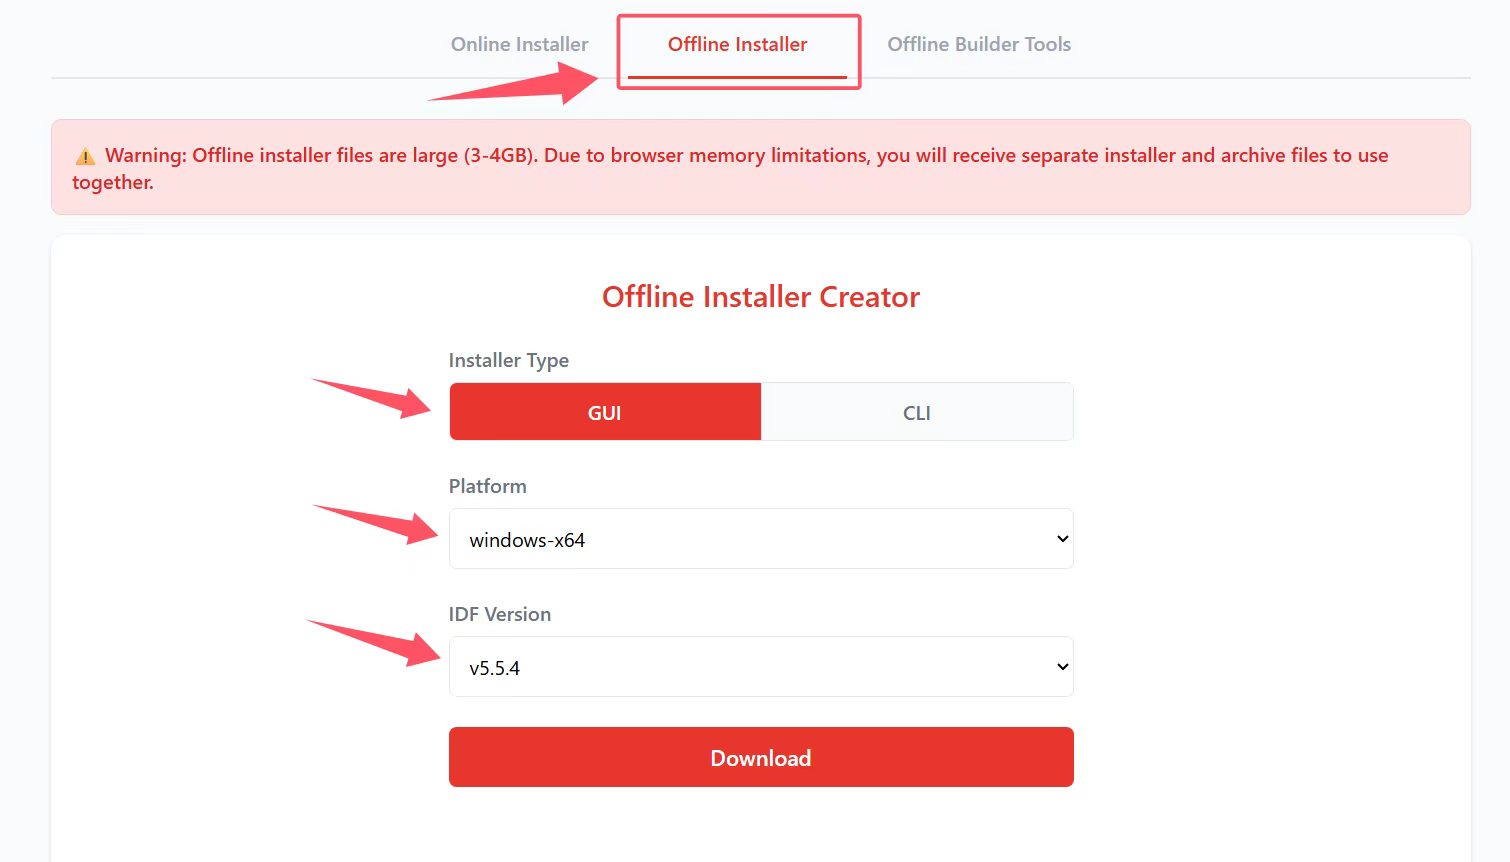 Online Installer
Offline Installer
Offline Builder Tools
Warning: Offline installer files are large (3-4GB). Due to browser memory limitations, you will receive separate installer and archive files to use
together.
Offline Installer Creator
Installer Type
GUI
CLI
Platform
windows-x64
IDF Version
v5.5.4
Download